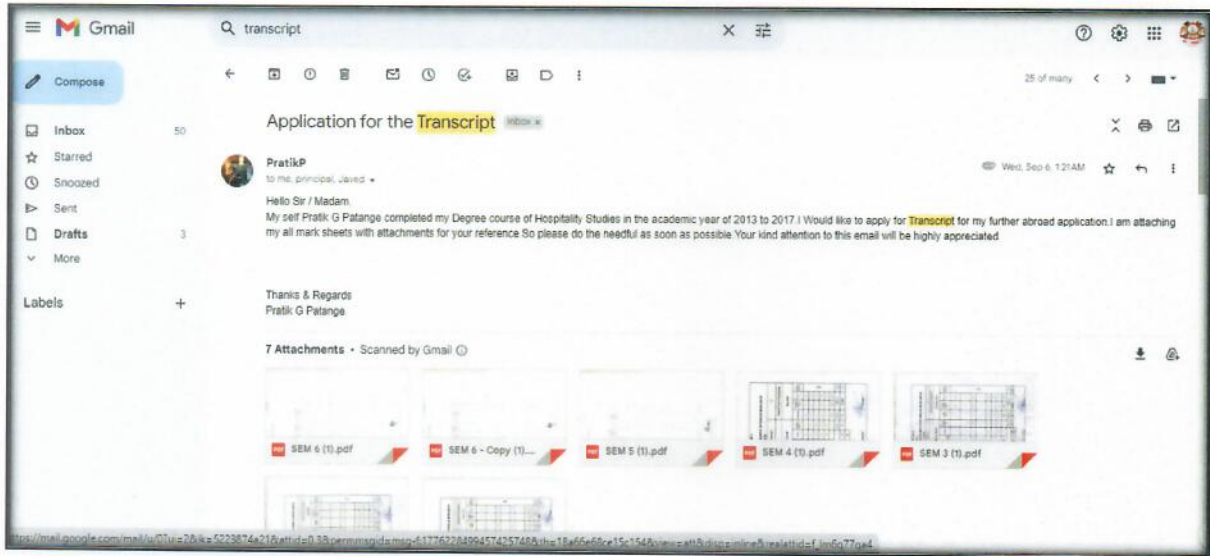 Gmail
transcript
Compose
25 of many
Inbox 50
Starred
Snoozed
Sent
Drafts 3
More
Labels
Application for the Transcript Inbox x
PratikP
to me, principal, Javed
Wed, Sep 6, 1:21 AM
Hello Sir / Madam.
My self Pratik G Patange completed my Degree course of Hospitality Studies in the academic year of 2013 to 2017.I Would like to apply for Transcript for my further abroad application.I am attaching
my all mark sheets with attachments for your reference So please do the needful as soon as possible.Your kind attention to this email will be highly appreciated.
Thanks & Regards
Pratik G Patange
7 Attachments • Scanned by Gmail
PDF SEM 6 (1).pdf
PDF SEM 6 - Copy (1)....
PDF SEM 5 (1).pdf
PDF SEM 4 (1).pdf
PDF SEM 3 (1).pdf